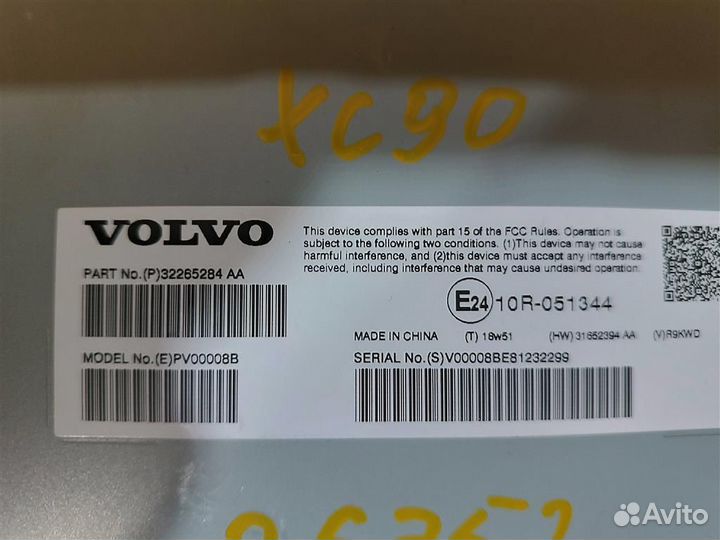 XC90
VOLVO
This device complies with part 15 of the FCC Rules. Operation is
subject to the following two conditions. (1)This device may not cause
harmful interference, and (2)this device must accept any interference
received, including interference that may cause undesired operation.
PART No.(P)32265284 AA
E24 10R-051344
MADE IN CHINA (T) 18w51 (HW) 31652394 AA (V)R9KWD
MODEL No.(E)PV00008B
SERIAL No.(S)V00008BE81232299
Avito